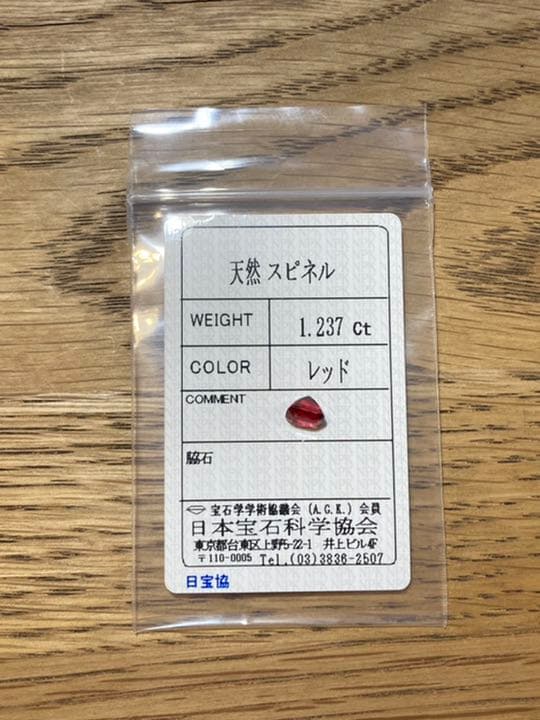 天然 スピネル
WEIGHT 1.237 Ct
COLOR レッド
COMMENT
脇石
宝石学学術協議会 (A.G.K.) 会員
日本宝石科学協会
東京都台東区上野5-22-1 井上ビル4F
〒110-0005 Tel.(03)3836-2507
日宝協